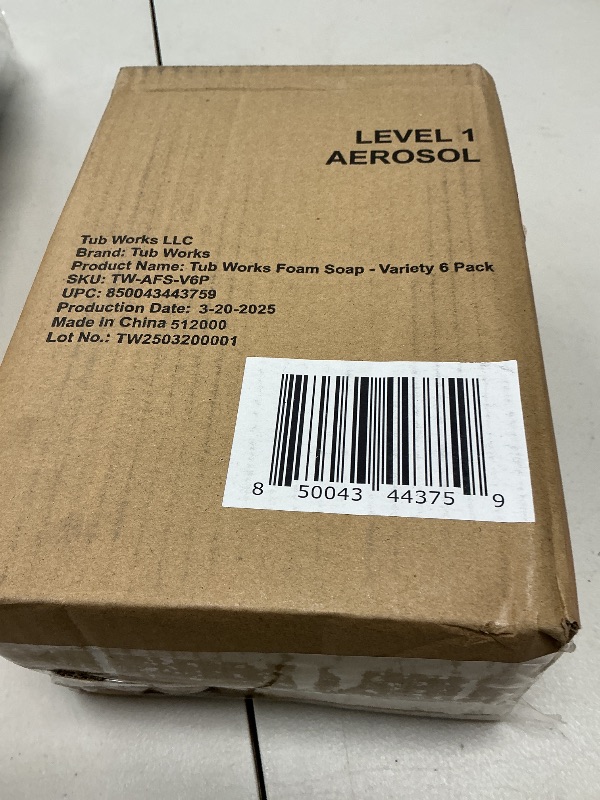 LEVEL 1
AEROSOL
Tub Works LLC
Brand: Tub Works
Product Name: Tub Works Foam Soap - Variety 6 Pack
SKU: TW-AFS-V6P
UPC: 850043443759
Production Date: 3-20-2025
Made in China 512000
Lot No.: TW2503200001
8 50043 44375 9